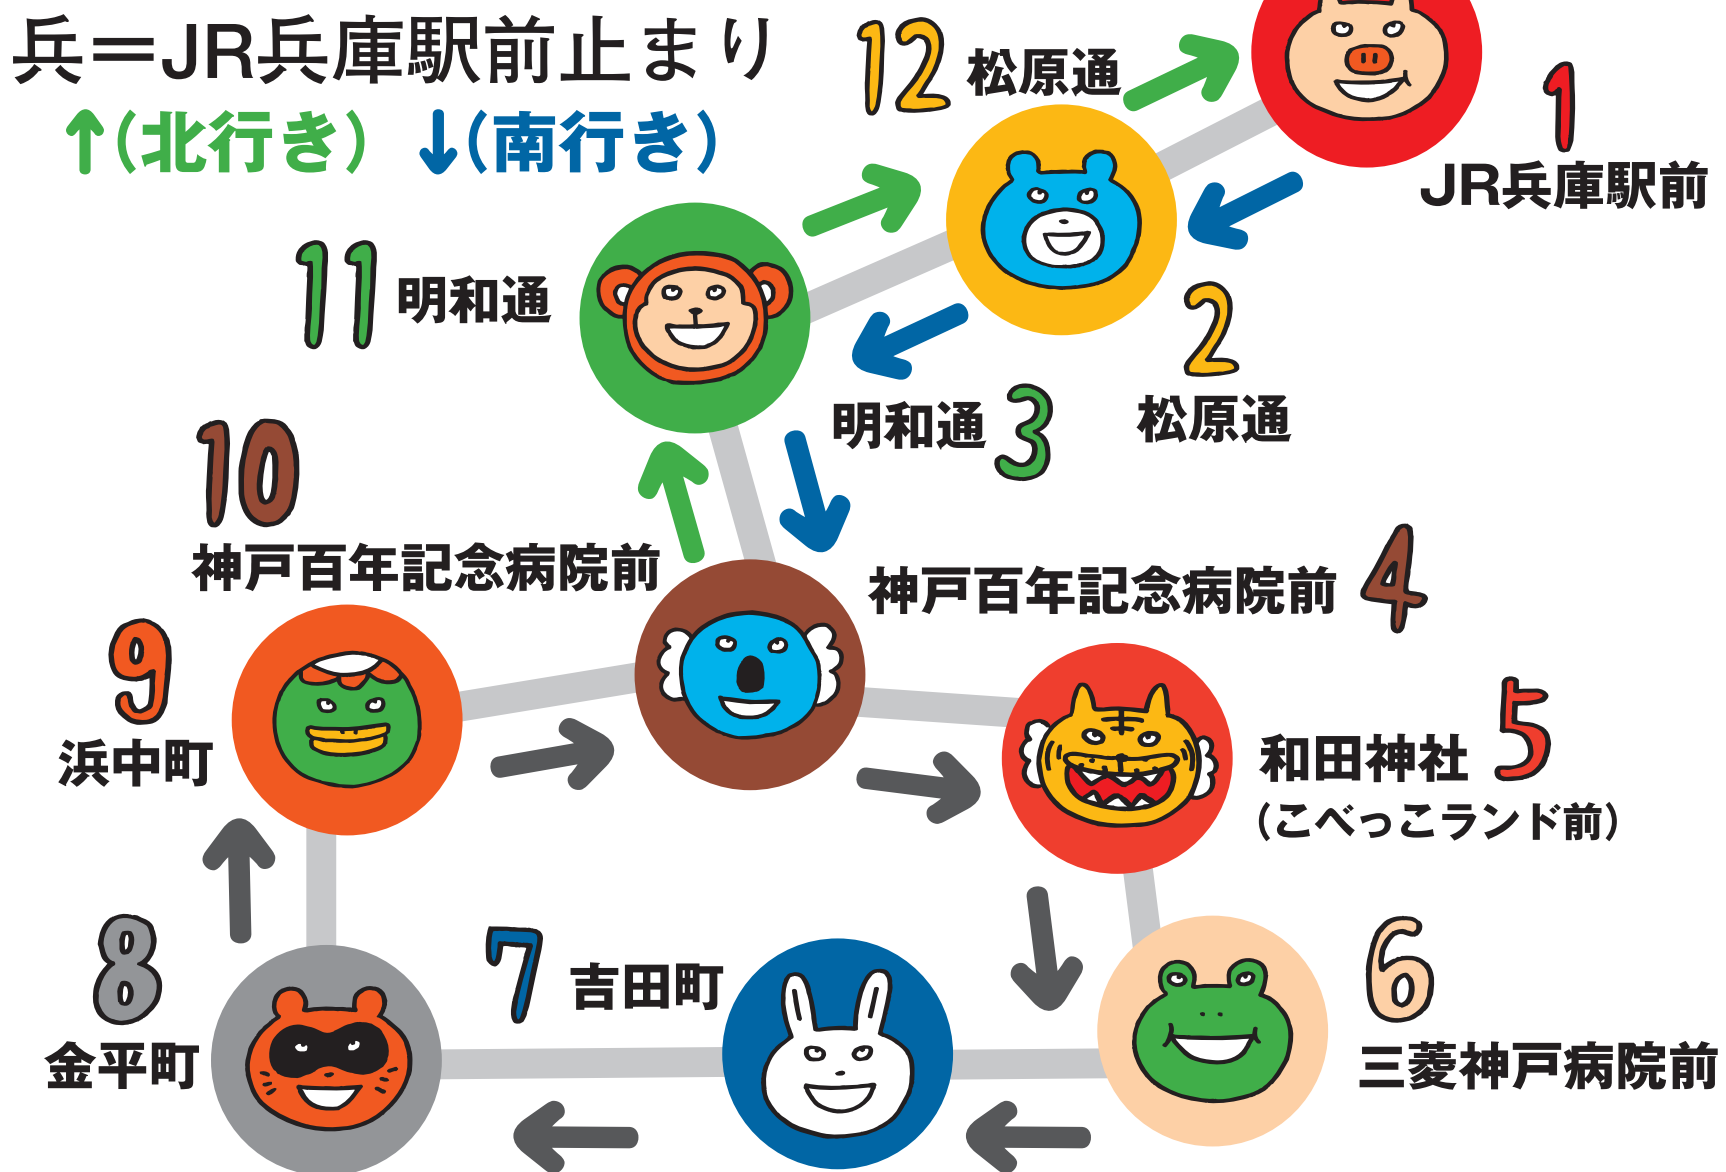 兵＝JR兵庫駅前止まり
↑(北行き) ↓(南行き)
12 松原通
1
JR兵庫駅前
11 明和通
2
松原通
明和通 3
10
神戸百年記念病院前
神戸百年記念病院前 4
9
浜中町
和田神社 5
（こべっこランド前）
8
金平町
7 吉田町
6
三菱神戸病院前